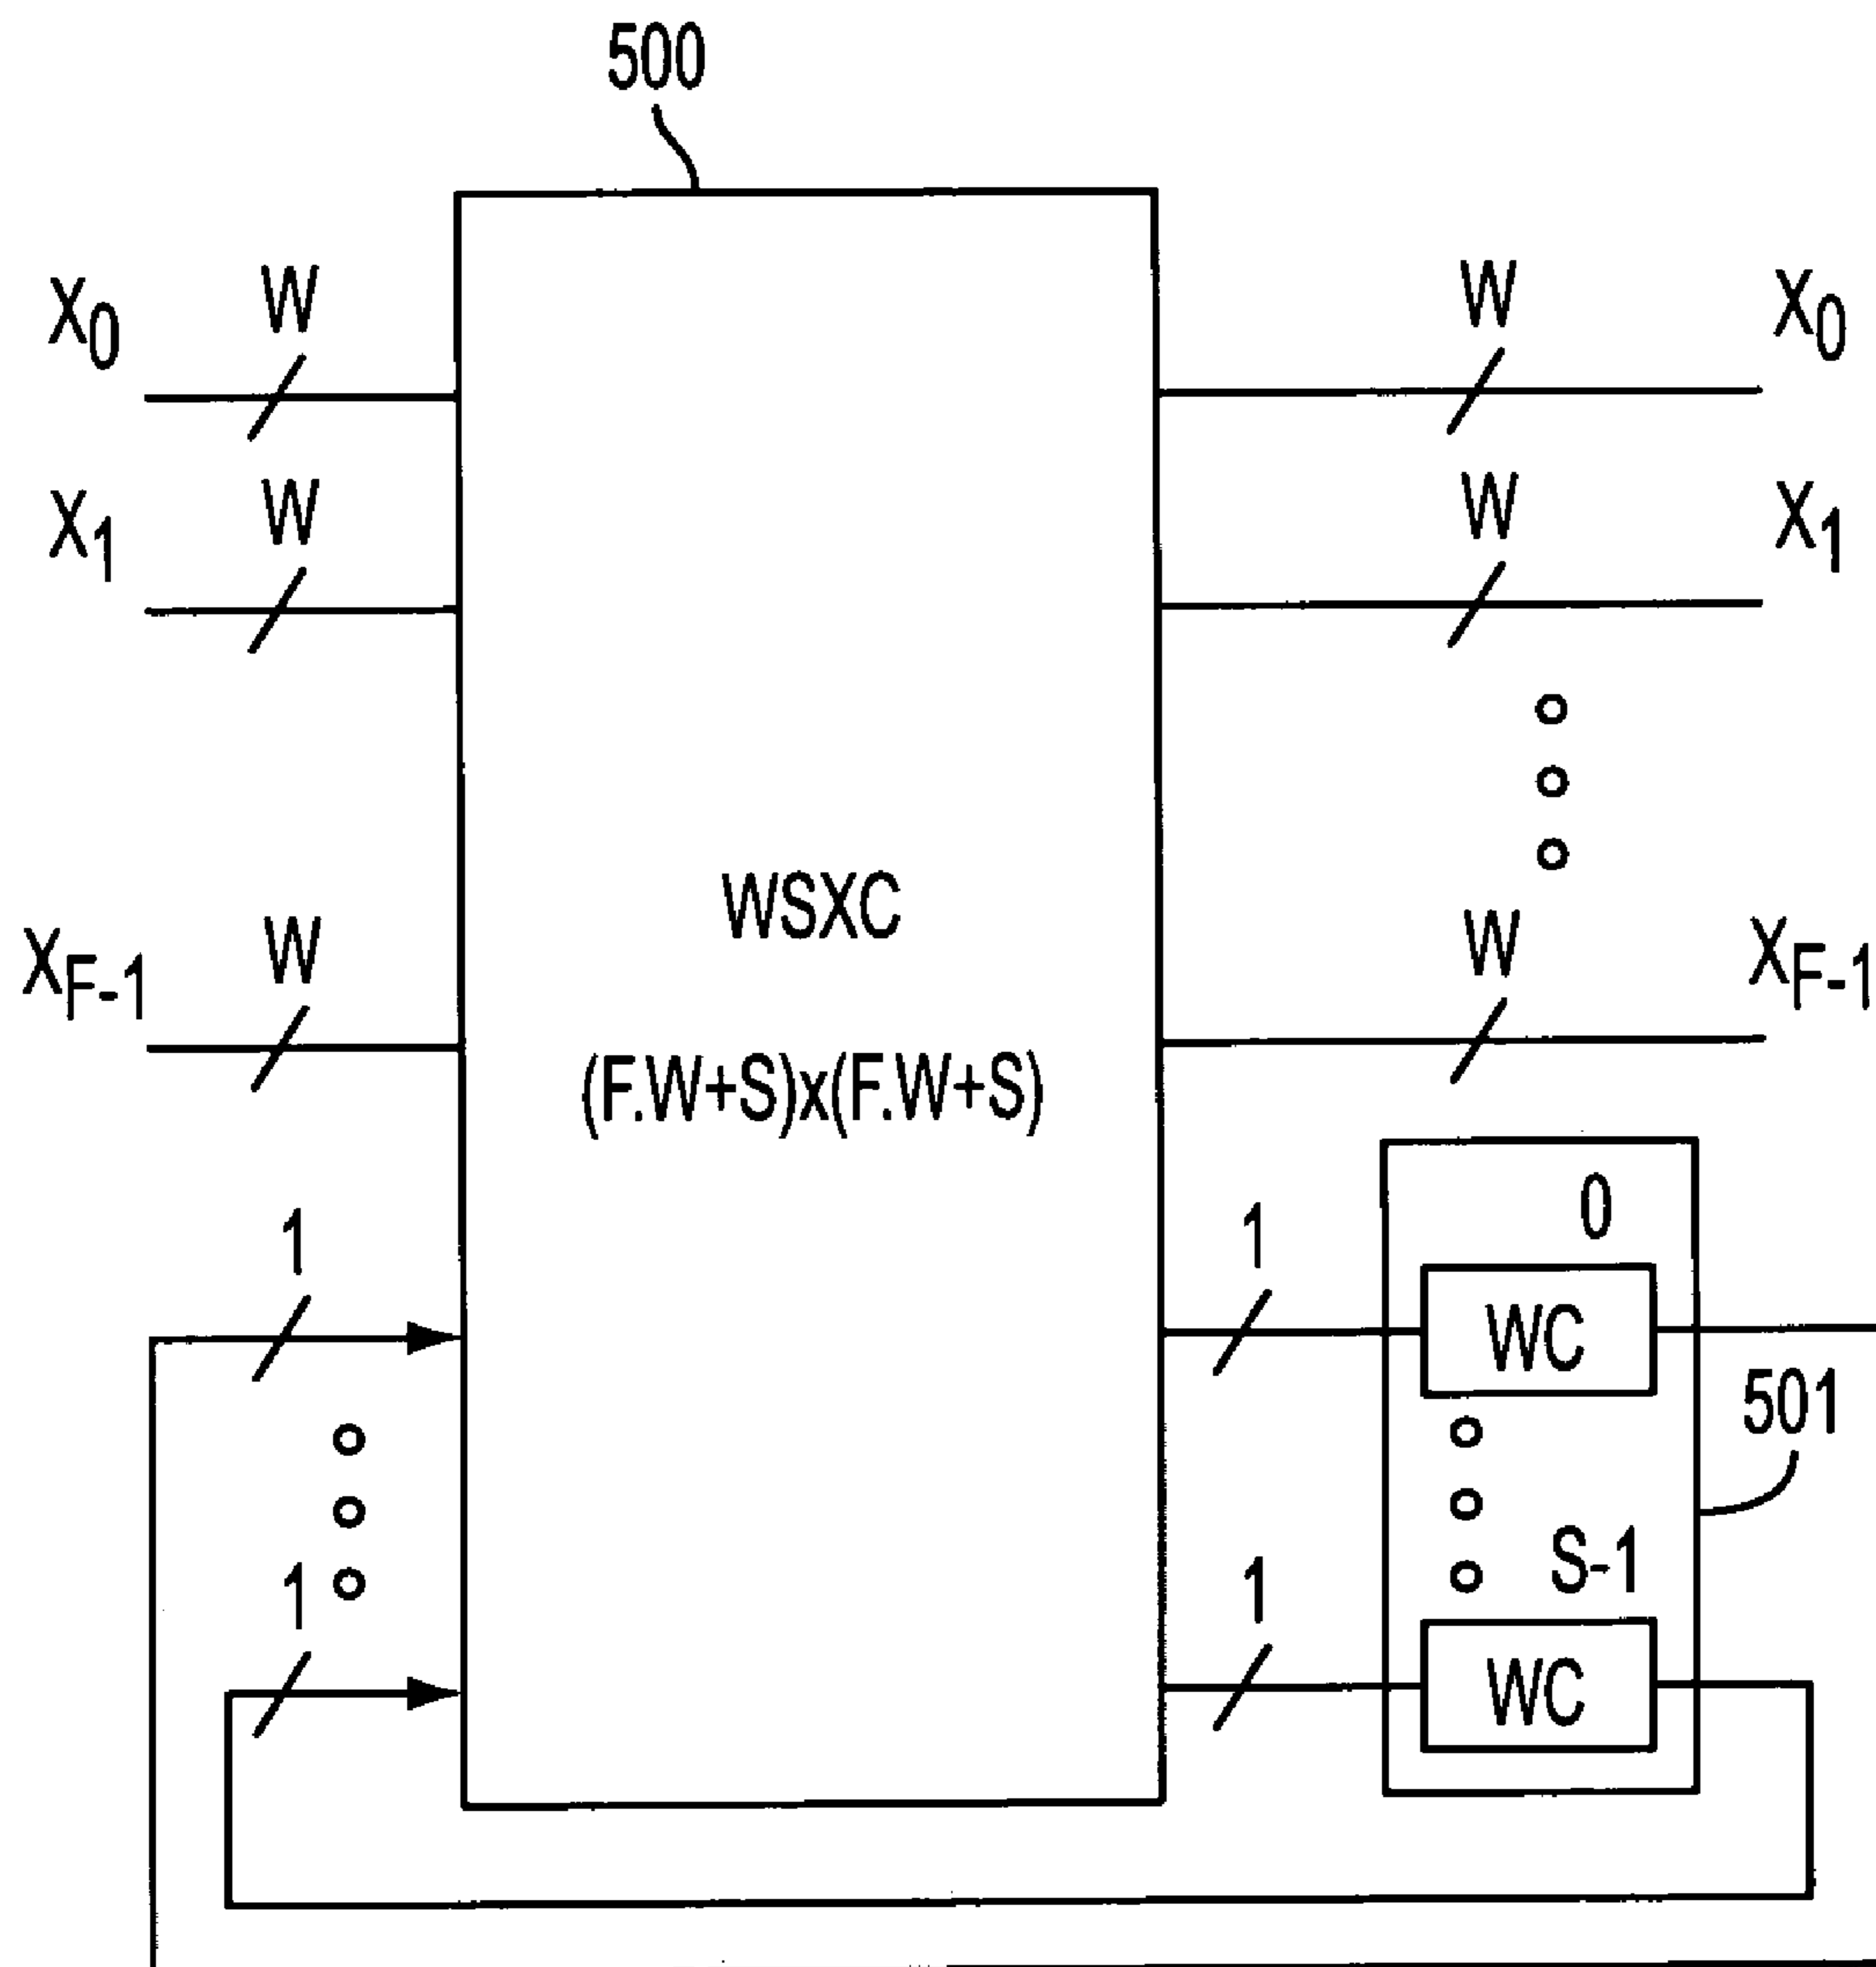 500
X0 W W X0
X1 W W X1
XF-1 W WSXC W XF-1
(F.W+S)x(F.W+S)
0
1 1
WC
501
S-1
1 1
WC